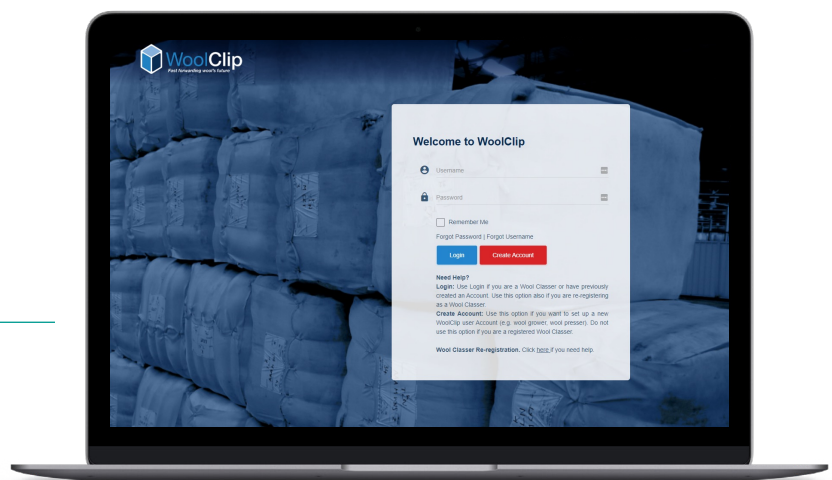 WoolClip
Fast forwarding wool's future
Welcome to WoolClip
Username
Password
Remember Me
Forgot Password | Forgot Username
Login
Create Account
Need Help?
Login: Use Login if you are a Wool Classer or have previously
created an Account. Use this option also if you are re-registering
as a Wool Classer.
Create Account: Use this option if you want to set up a new
WoolClip user Account (e.g. wool grower, wool presser). Do not
use this option if you are a registered Wool Classer.
Wool Classer Re-registration. Click here if you need help.